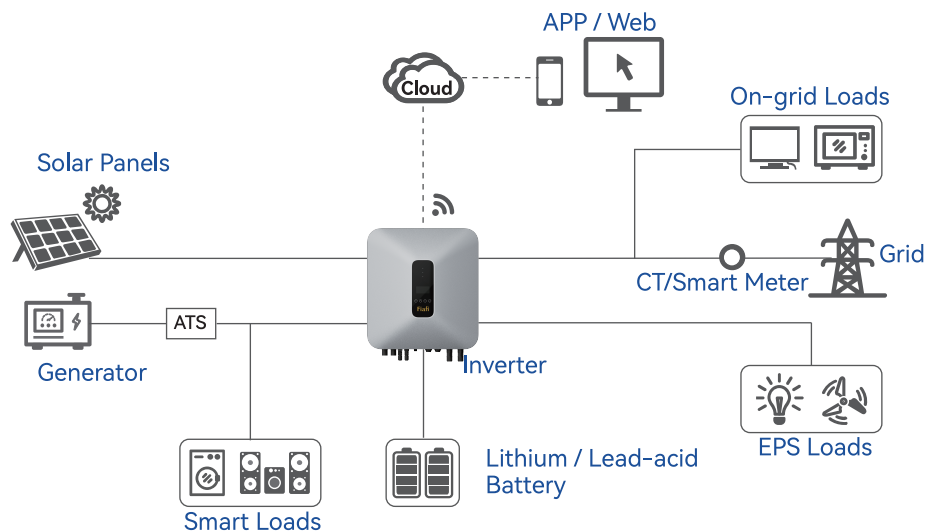 APP / Web
Cloud
On-grid Loads
Solar Panels
Grid
CT/Smart Meter
ATS
Generator
Inverter
EPS Loads
Lithium / Lead-acid
Battery
Smart Loads